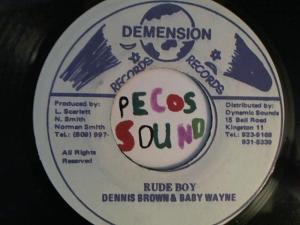 DEMENSION
RECORDS
RECORDS
Produced by:
L. Scarlett
N. Smith
Norman Smith
Tel: (809) 997-
All Rights
Reserved
PECOS
SOUND
Distributed by:
Dynamic Sounds
15 Bell Road
Kingston 11
Tel: 923-9168
931-5339
RUDE BOY
DENNIS BROWN & BABY WAYNE